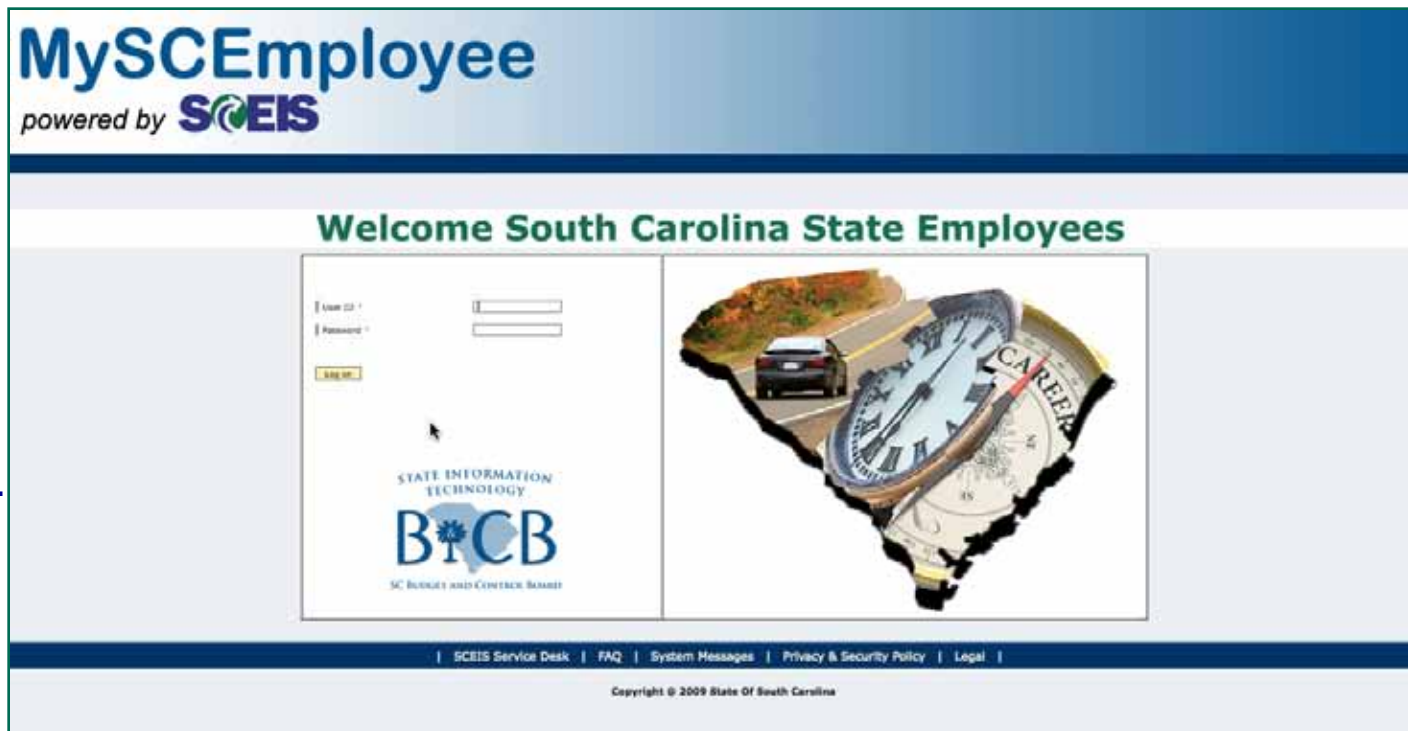 MySCEmployee
powered by SCEIS
Welcome South Carolina State Employees
User ID *
Password *
Log on
STATE INFORMATION
TECHNOLOGY
B CB
SC BUDGET AND CONTROL BOARD
CAREER
SE
| SCEIS Service Desk | FAQ | System Messages | Privacy & Security Policy | Legal |
Copyright © 2009 State Of South Carolina